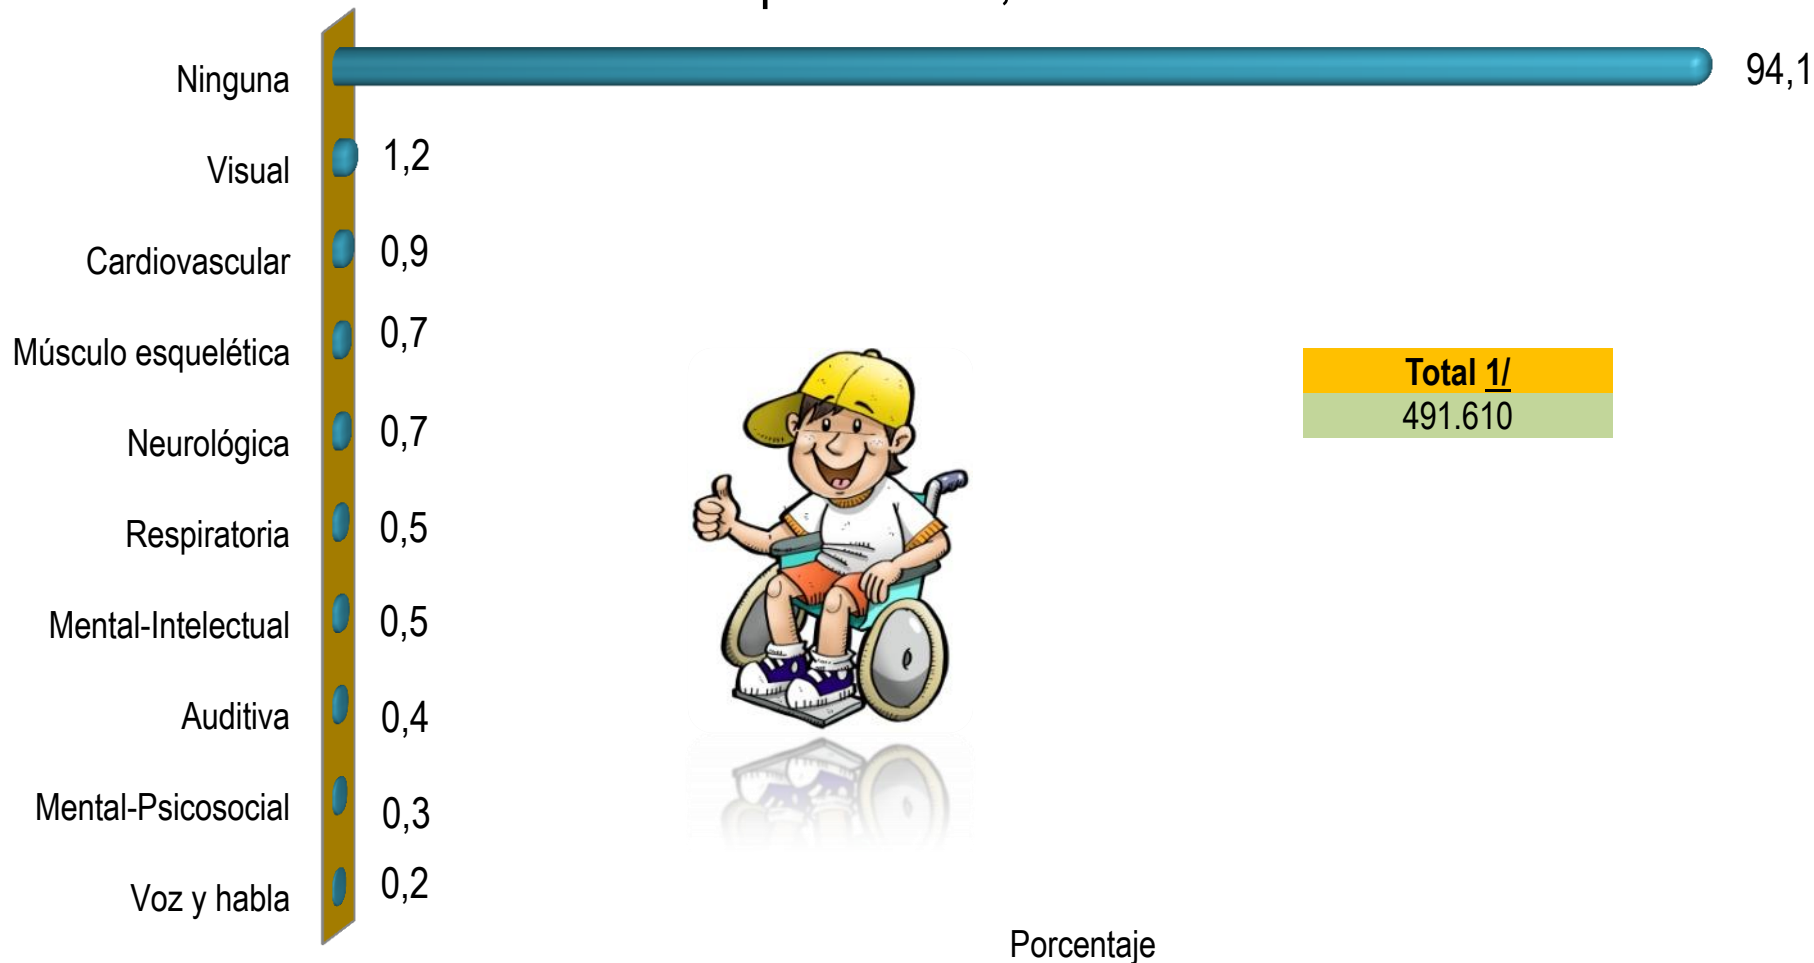 Ninguna 94,1
Visual 1,2
Cardiovascular 0,9
Músculo esquelética 0,7
Neurológica 0,7
Respiratoria 0,5
Mental-Intelectual 0,5
Auditiva 0,4
Mental-Psicosocial 0,3
Voz y habla 0,2
Total 1/
491.610
Porcentaje